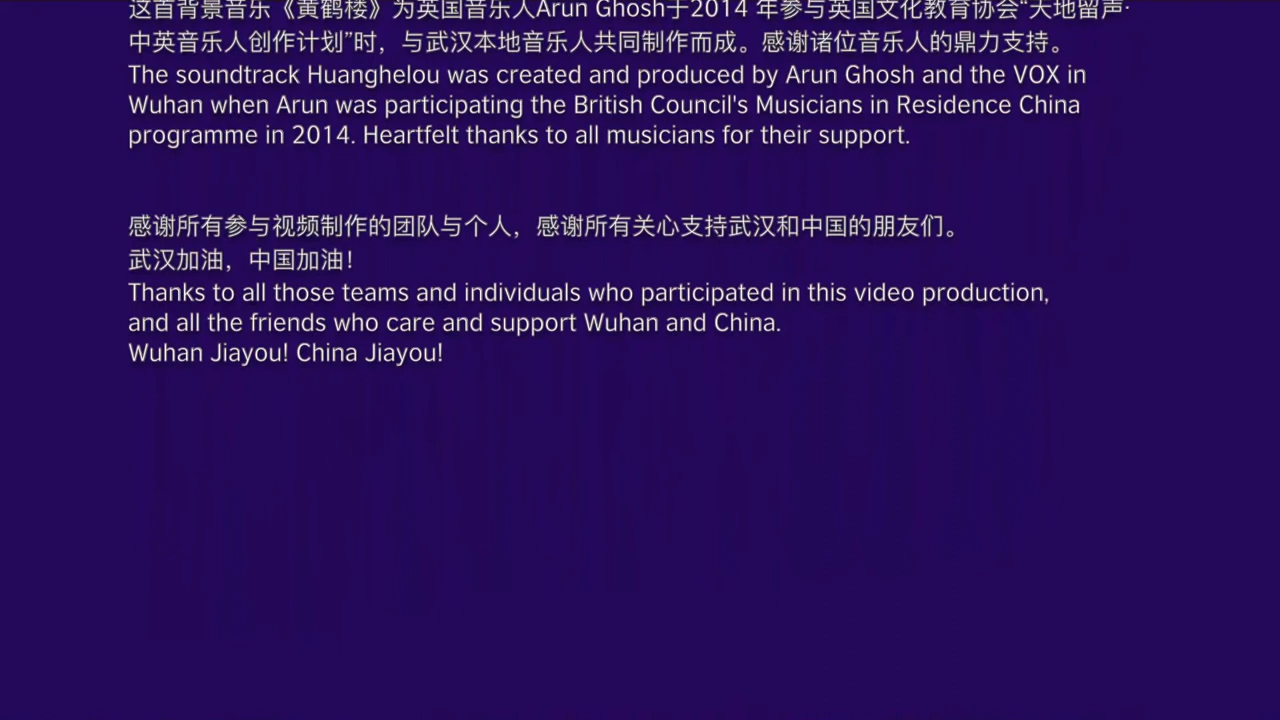 这首背景音乐《黄鹤楼》为英国音乐人Arun Ghosh于2014 年参与英国文化教育协会“天地留声·
中英音乐人创作计划”时，与武汉本地音乐人共同制作而成。感谢诸位音乐人的鼎力支持。
The soundtrack Huanghelou was created and produced by Arun Ghosh and the VOX in
Wuhan when Arun was participating the British Council's Musicians in Residence China
programme in 2014. Heartfelt thanks to all musicians for their support.
感谢所有参与视频制作的团队与个人，感谢所有关心支持武汉和中国的朋友们。
武汉加油，中国加油！
Thanks to all those teams and individuals who participated in this video production,
and all the friends who care and support Wuhan and China.
Wuhan Jiayou! China Jiayou!